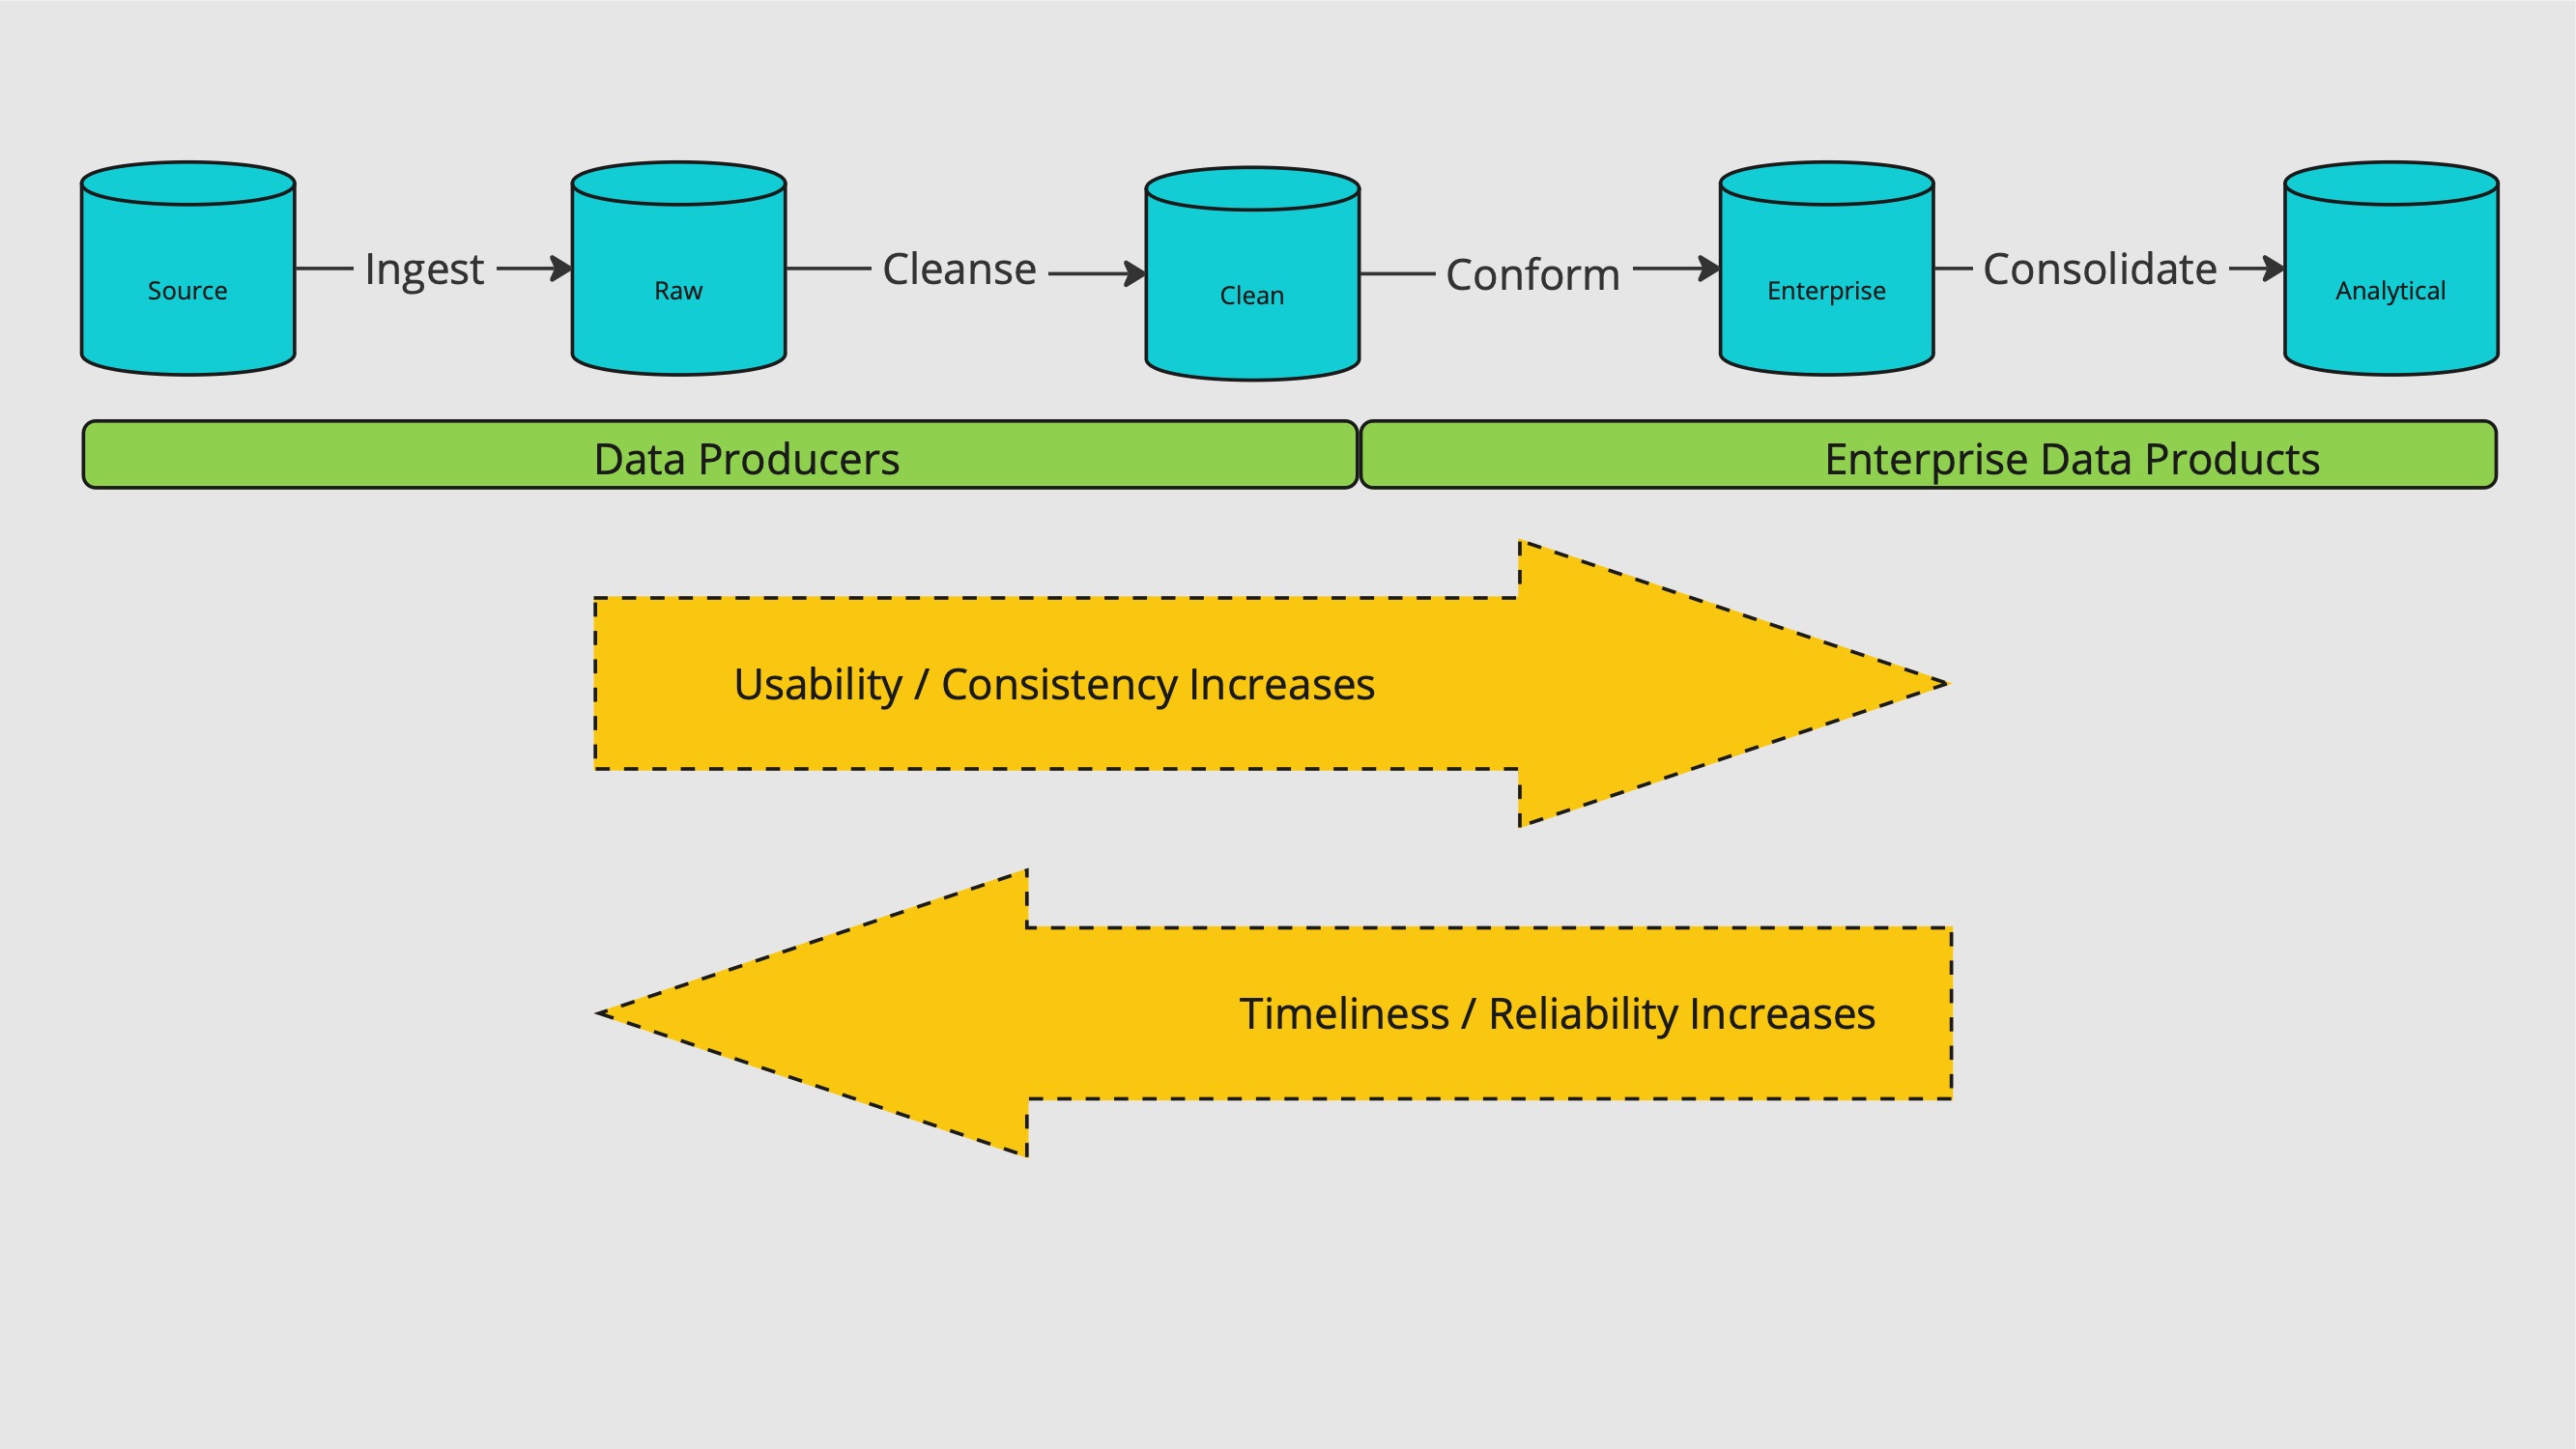 Source
Ingest
Raw
Cleanse
Clean
Conform
Enterprise
Consolidate
Analytical
Data Producers
Enterprise Data Products
Usability / Consistency Increases
Timeliness / Reliability Increases